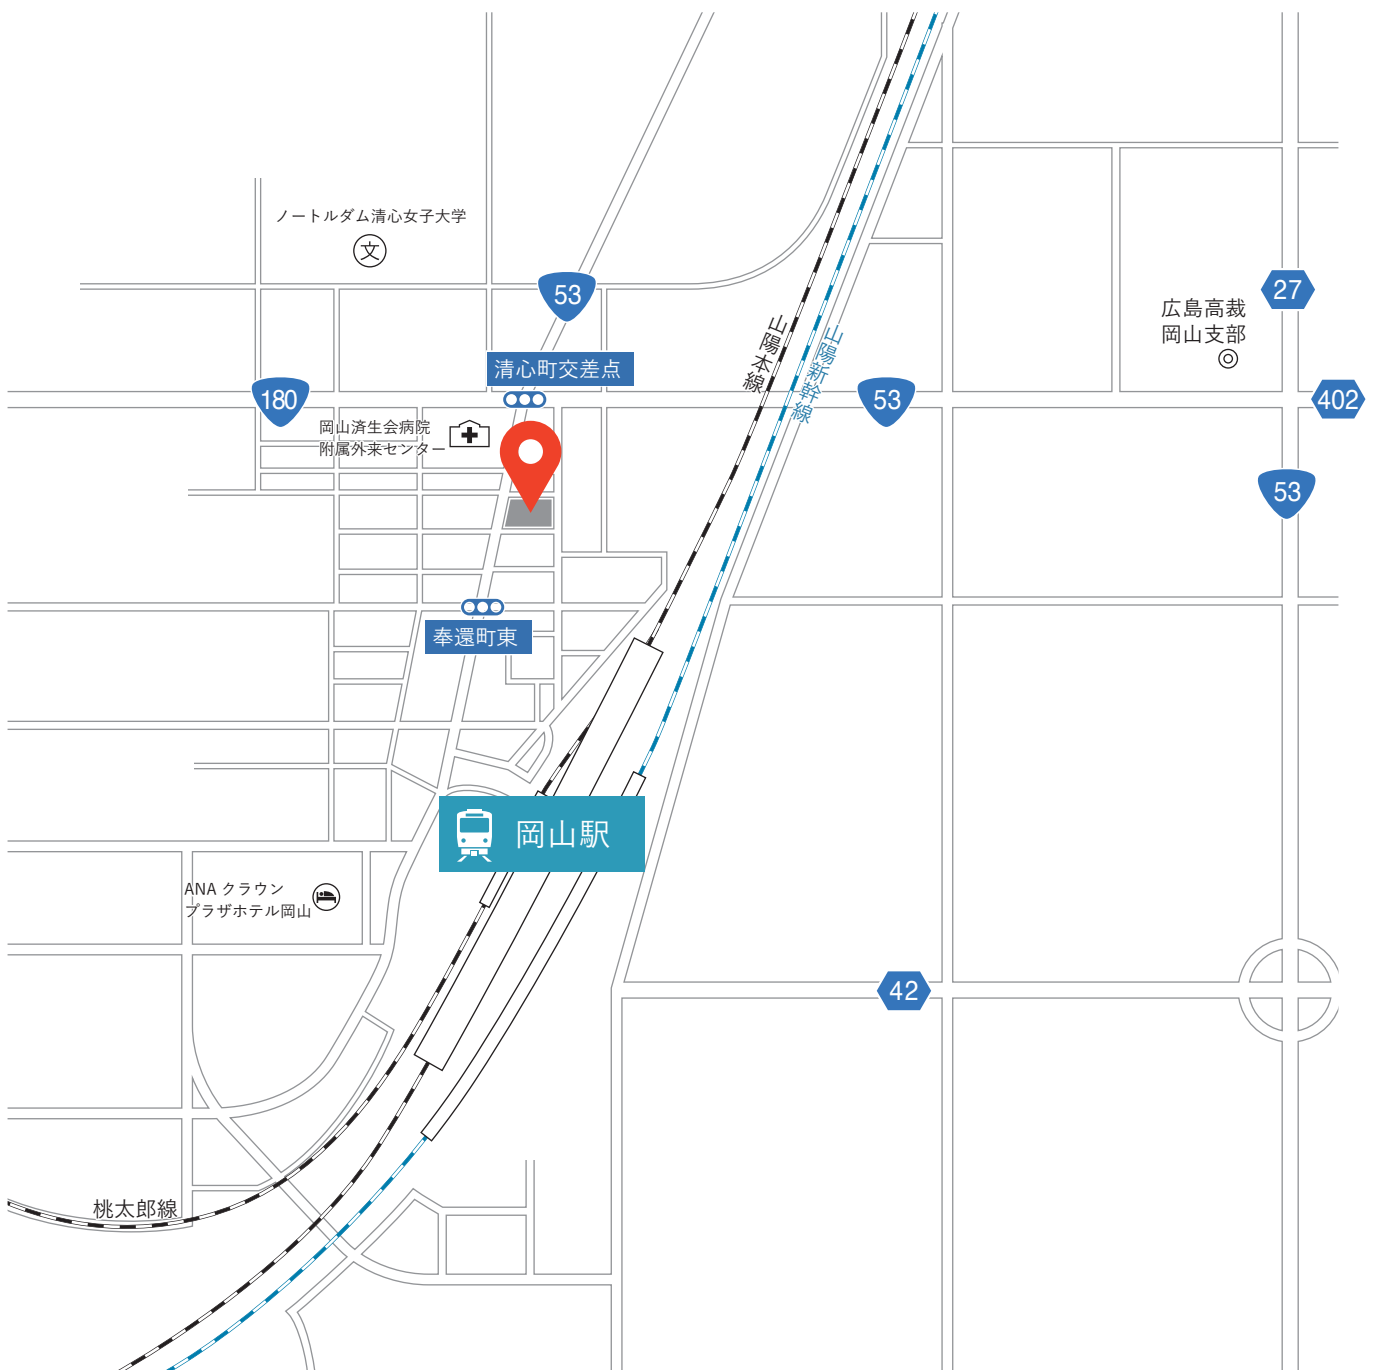 ノートルダム清心女子大学
文
53
27
広島高裁
岡山支部
山陽本線
山陽新幹線
清心町交差点
180
53
402
岡山済生会病院
附属外来センター
53
奉還町東
岡山駅
ANA クラウン
プラザホテル岡山
42
桃太郎線